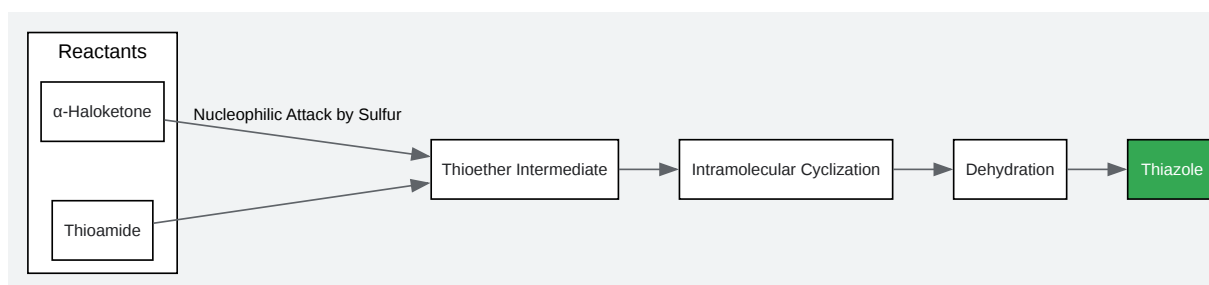 Reactants
α-Haloketone
Nucleophilic Attack by Sulfur
Thioether Intermediate
Intramolecular Cyclization
Dehydration
Thiazole
Thioamide